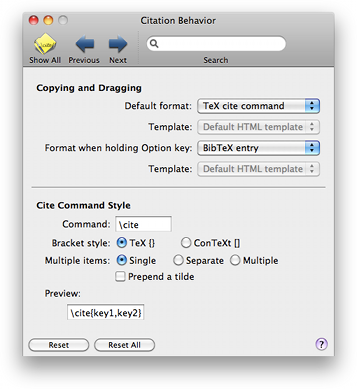 Citation Behavior
Show All Previous Next Search
Copying and Dragging
Default format: TeX cite command
Template: Default HTML template
Format when holding Option key: BibTeX entry
Template: Default HTML template
Cite Command Style
Command: \cite
Bracket style: TeX {} ConTeXt []
Multiple items: Single Separate Multiple
Prepend a tilde
Preview:
\cite{key1,key2}
Reset Reset All ?